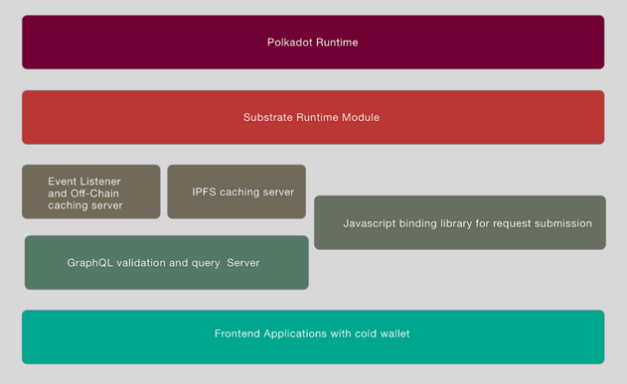 Polkadot Runtime
Substrate Runtime Module
Event Listener
and Off-Chain
caching server
IPFS caching server
Javascript binding library for request submission
GraphQL validation and query Server
Frontend Applications with cold wallet